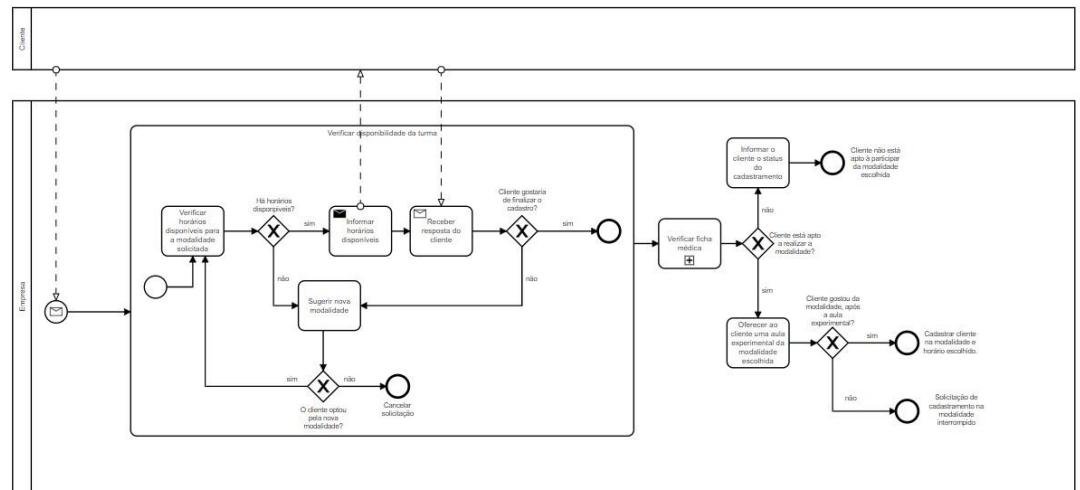 Cliente
Empresa
Verificar disponibilidade da turma
Verificar
horários
disponíveis para
a modalidade
solicitada
Há horários
disponpiveis?
sim
não
Informar
horários
disponíveis
Receber
resposta do
cliente
Cliente gostaria
de finalizar o
cadastro?
sim
não
Sugerir nova
modalidade
sim
não
O cliente optou
pela nova
modalidade?
Cancelar
solicitação
Verificar ficha
médica
Cliente está apto
a realizar a
modalidade?
não
sim
Informar o
cliente o status
do
cadastramento
Cliente não está
apto à participar
da modalidade
escolhida
Oferecer ao
cliente uma aula
experimental da
modalidade
escolhida
Cliente gostou da
modalidade, após
a aula
experimental?
sim
não
Cadastrar cliente
na modalidade e
horário escolhido.
Solicitação de
cadastramento na
modalidade
interrompido